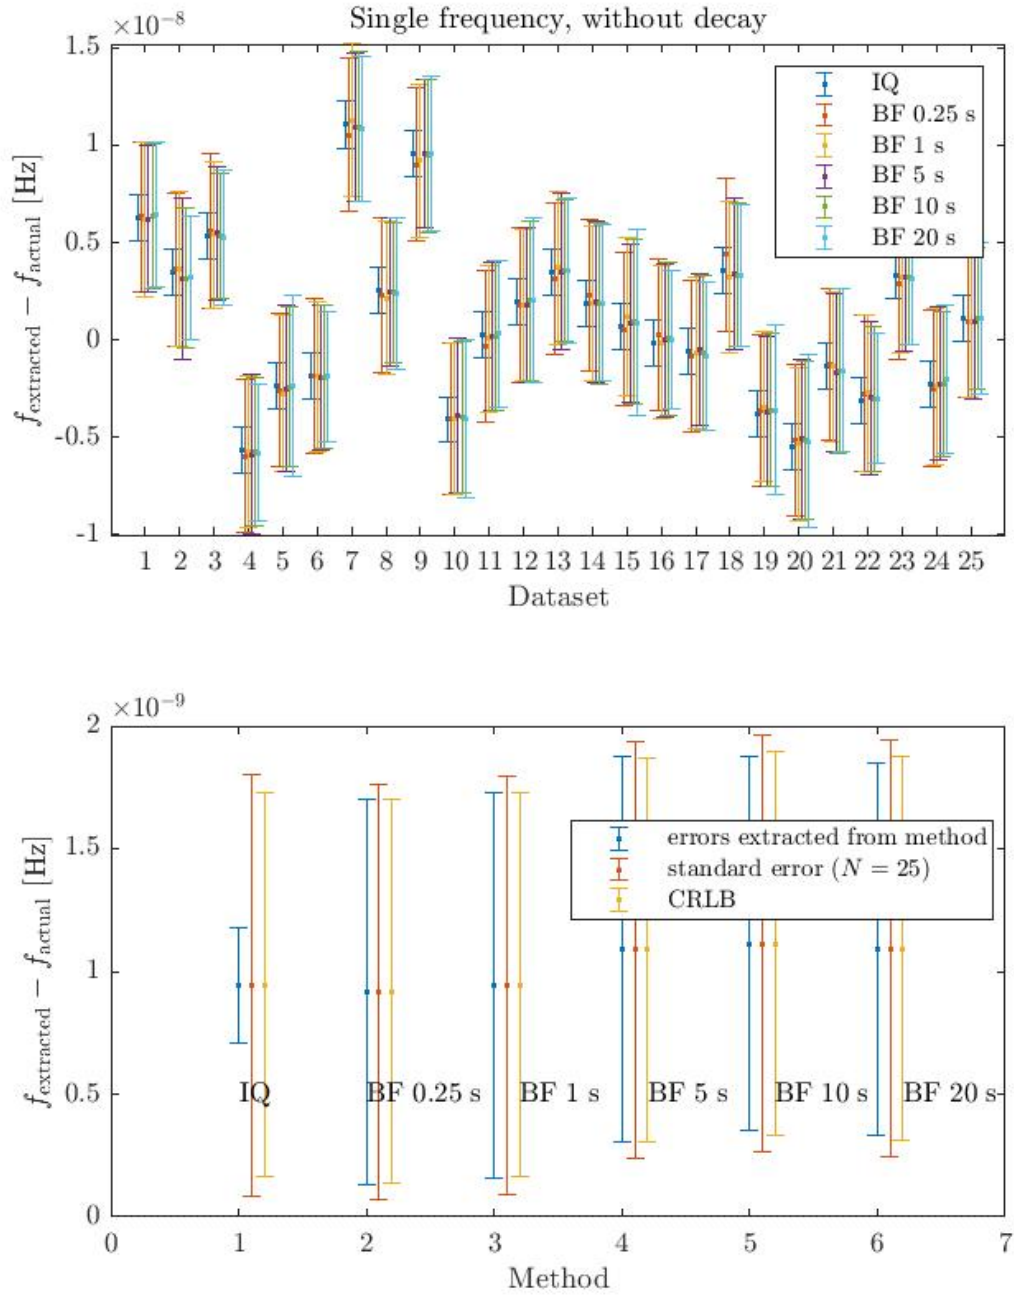 Single frequency, without decay
×10⁻⁸
1.5
1
0.5
0
-0.5
-1
f_extracted − f_actual [Hz]
IQ
BF 0.25 s
BF 1 s
BF 5 s
BF 10 s
BF 20 s
1 2 3 4 5 6 7 8 9 10 11 12 13 14 15 16 17 18 19 20 21 22 23 24 25
Dataset
×10⁻⁹
2
1.5
1
0.5
0
f_extracted − f_actual [Hz]
errors extracted from method
standard error (N = 25)
CRLB
IQ BF 0.25 s BF 1 s BF 5 s BF 10 s BF 20 s
0 1 2 3 4 5 6 7
Method